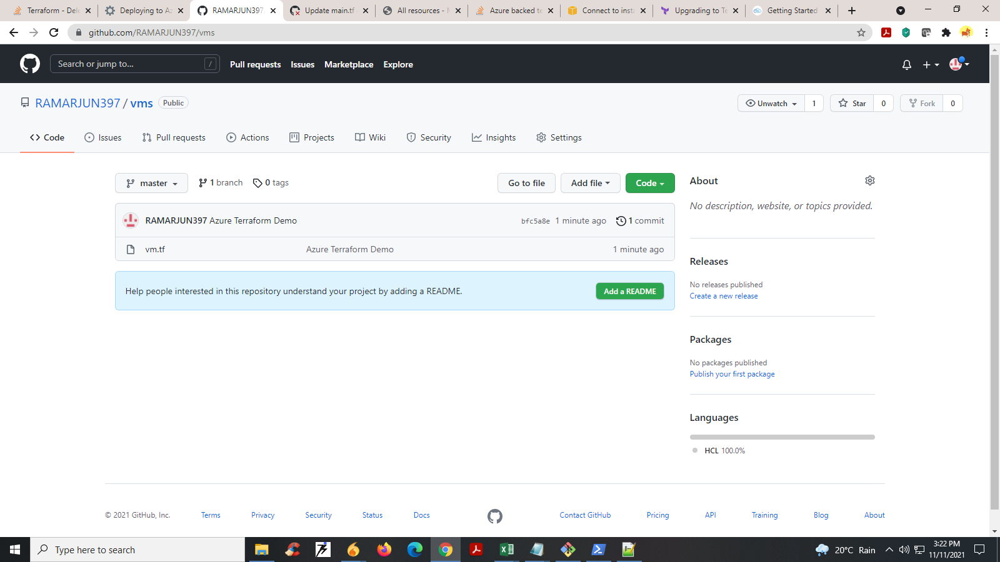 Terraform - Del
Deploying to A
RAMARJUN397
Update main.tf
All resources -
Azure backed te
Connect to inst
Upgrading to Te
Getting Started
github.com/RAMARJUN397/vms
Search or jump to... /
Pull requests Issues Marketplace Explore
RAMARJUN397 / vms Public
Unwatch 1 Star 0 Fork 0
Code Issues Pull requests Actions Projects Wiki Security Insights Settings
master 1 branch 0 tags Go to file Add file Code
RAMARJUN397 Azure Terraform Demo bfc5a8e 1 minute ago 1 commit
vm.tf Azure Terraform Demo 1 minute ago
Help people interested in this repository understand your project by adding a README. Add a README
About
No description, website, or topics provided.
Releases
No releases published
Create a new release
Packages
No packages published
Publish your first package
Languages
HCL 100.0%
© 2021 GitHub, Inc. Terms Privacy Security Status Docs Contact GitHub Pricing API Training Blog About
Type here to search
20°C Rain
3:22 PM
11/11/2021